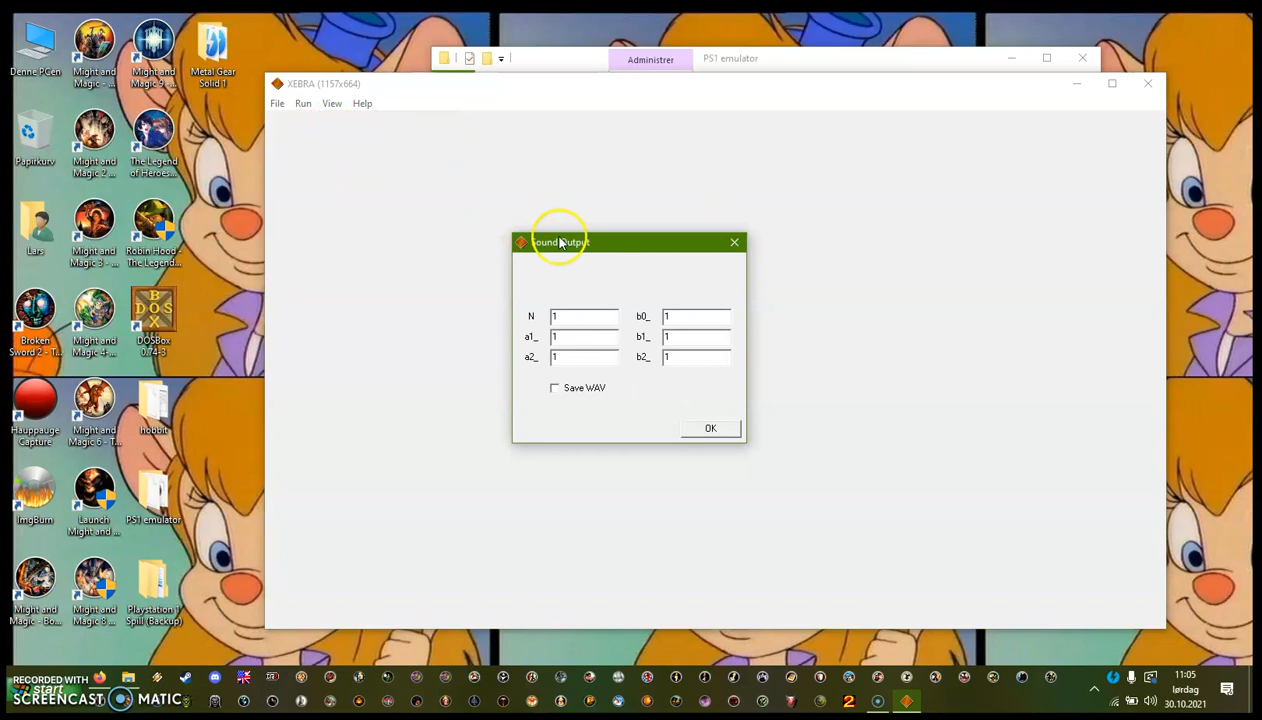 Denne PCen
Might and
Magic - ...
Might and
Magic 9-...
Metal Gear
Solid 1
Administrer
PS1 emulator
XEBRA (1157x664)
File Run View Help
Papirkurv
Might and
Magic 2 ...
The Legend
of Heroes...
Sound Output
N 1 b0_ 1
a1_ 1 b1_ 1
a2_ 1 b2_ 1
Save WAV
OK
Lars
Might and
Magic 3 - ...
Robin Hood -
The Legend...
Broken
Sword 2 - T...
Might and
Magic 4-...
DOSBox
0.74-3
Hauppauge
Capture
Might and
Magic 6 - T...
hobbit
ImgBurn
Launch
Might and ...
PS1 emulator
Might and
Magic - Bo...
Might and
Magic 8 ...
Playstation 1
Spill (Backup)
RECORDED WITH
start
SCREENCAST MATIC
11:05
lørdag
30.10.2021